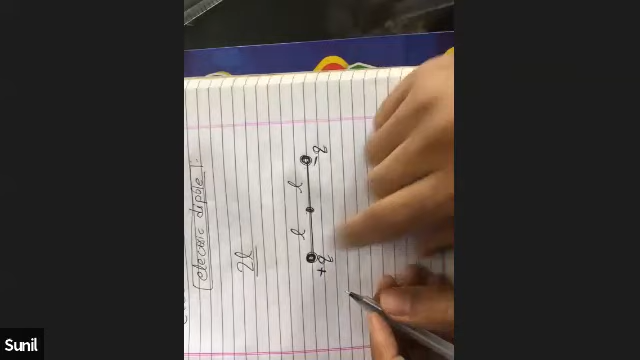 electric dipole :
2l
l l
+q -q
Sunil